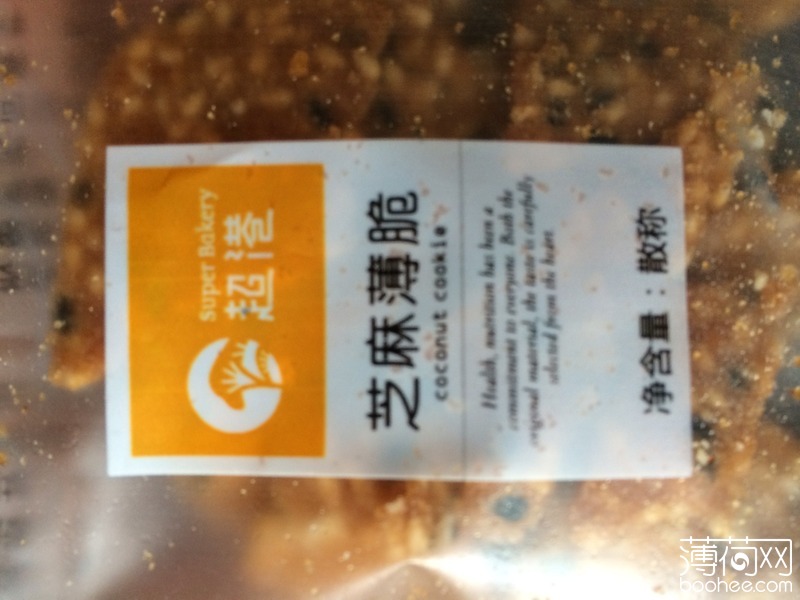 Super Bakery
超港
芝麻薄脆
coconut cookie
Health, nutrition has been a
commitment to everyone. Both the
original material, the taste is carefully
selected from the heart.
净含量：散称
薄荷网
boohee.com